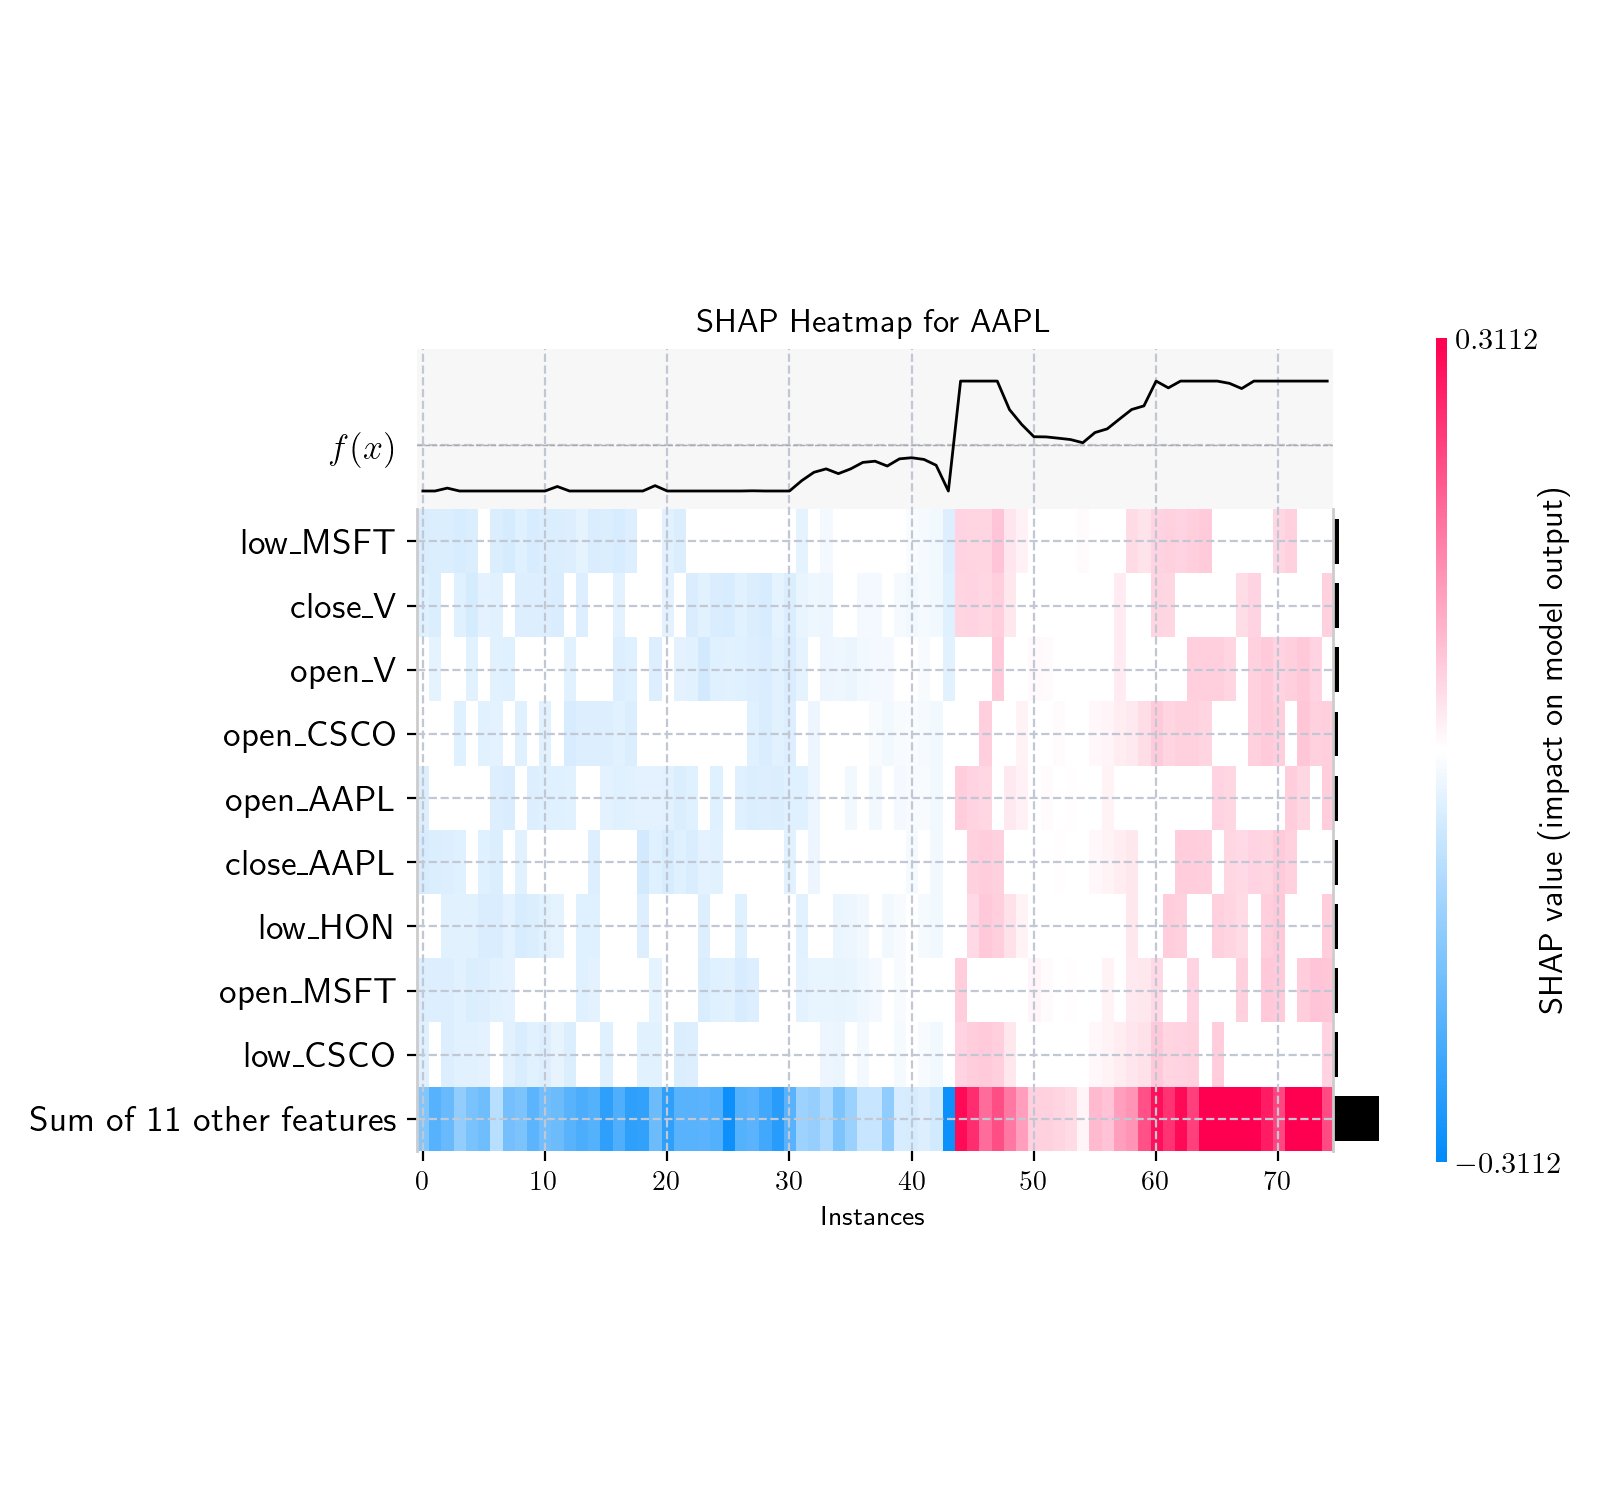 SHAP Heatmap for AAPL
0.3112
f(x)
low_MSFT
close_V
open_V
open_CSCO
open_AAPL
close_AAPL
low_HON
open_MSFT
low_CSCO
Sum of 11 other features
SHAP value (impact on model output)
−0.3112
0 10 20 30 40 50 60 70
Instances